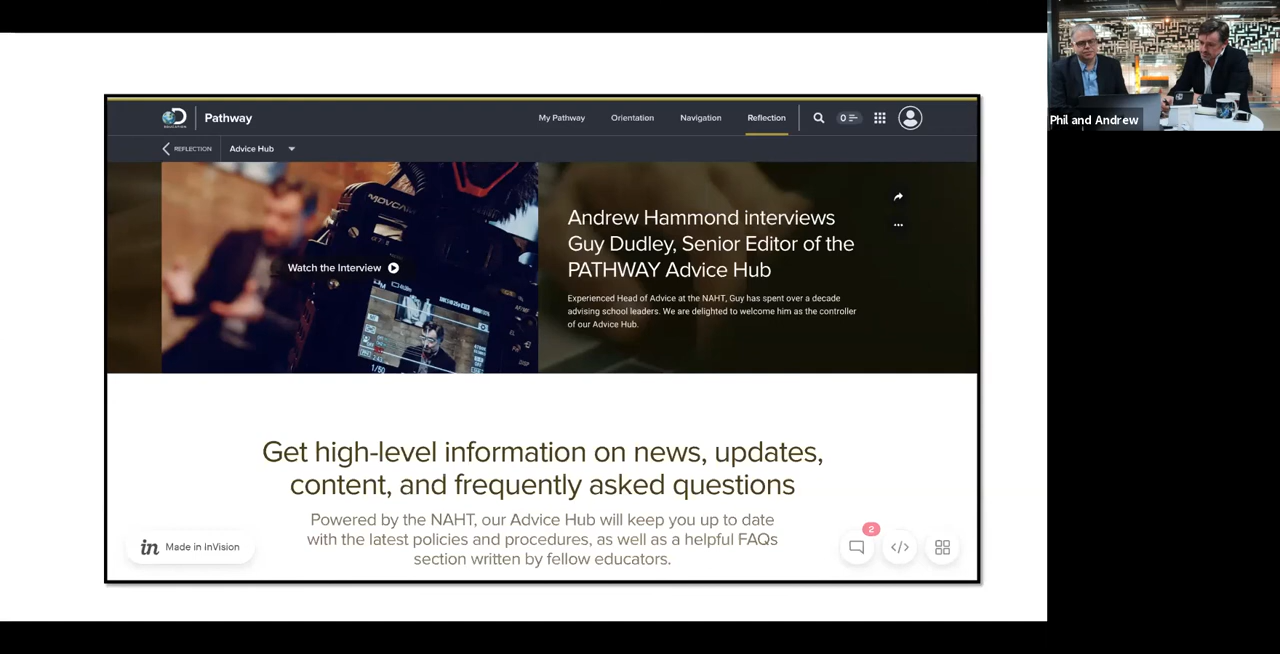 Pathway
My Pathway
Orientation
Navigation
Reflection
0
REFLECTION
Advice Hub
MOVCAM
Watch the Interview
1/50
Andrew Hammond interviews
Guy Dudley, Senior Editor of the
PATHWAY Advice Hub
Experienced Head of Advice at the NAHT, Guy has spent over a decade
advising school leaders. We are delighted to welcome him as the controller
of our Advice Hub.
Get high-level information on news, updates,
content, and frequently asked questions
Powered by the NAHT, our Advice Hub will keep you up to date
with the latest policies and procedures, as well as a helpful FAQs
section written by fellow educators.
in Made in InVision
2
</>
Phil and Andrew